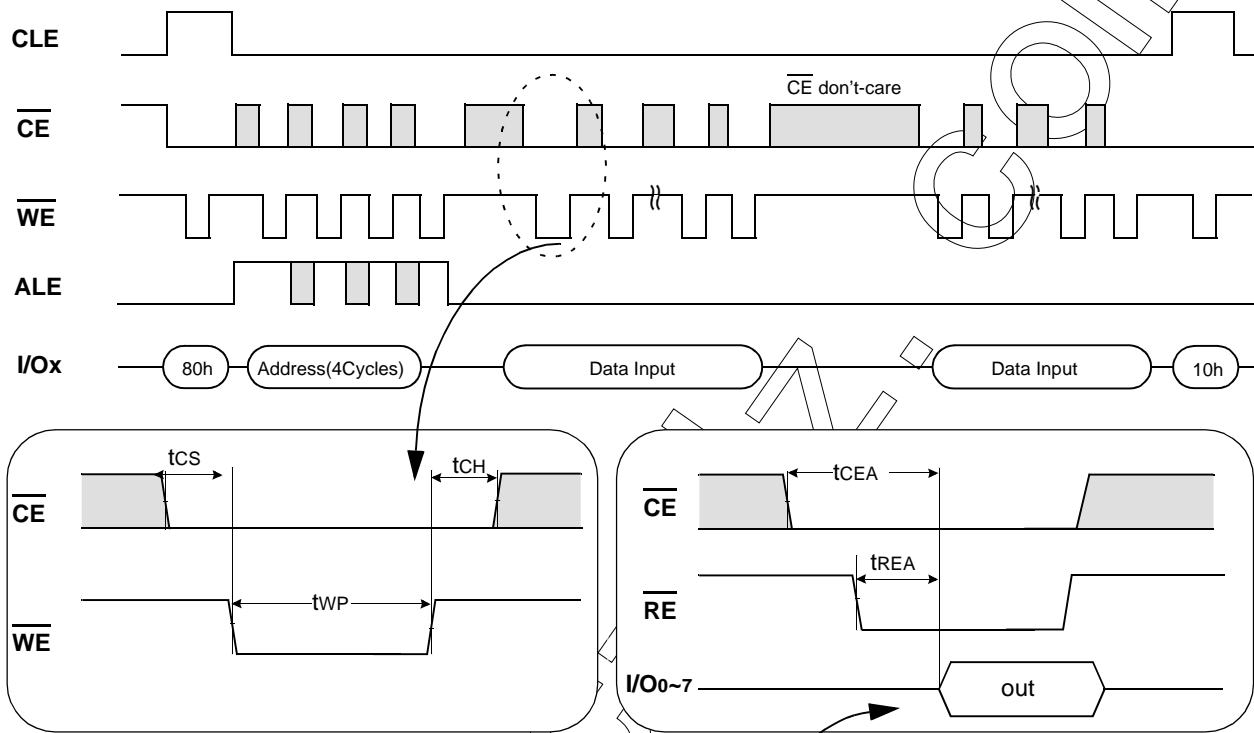 CLE
CE don't-care
CE
WE
ALE
I/Ox 80h Address(4Cycles) Data Input Data Input 10h
tCS tCH
CE
tWP
WE
tCEA
CE
tREA
RE
I/O0~7 out